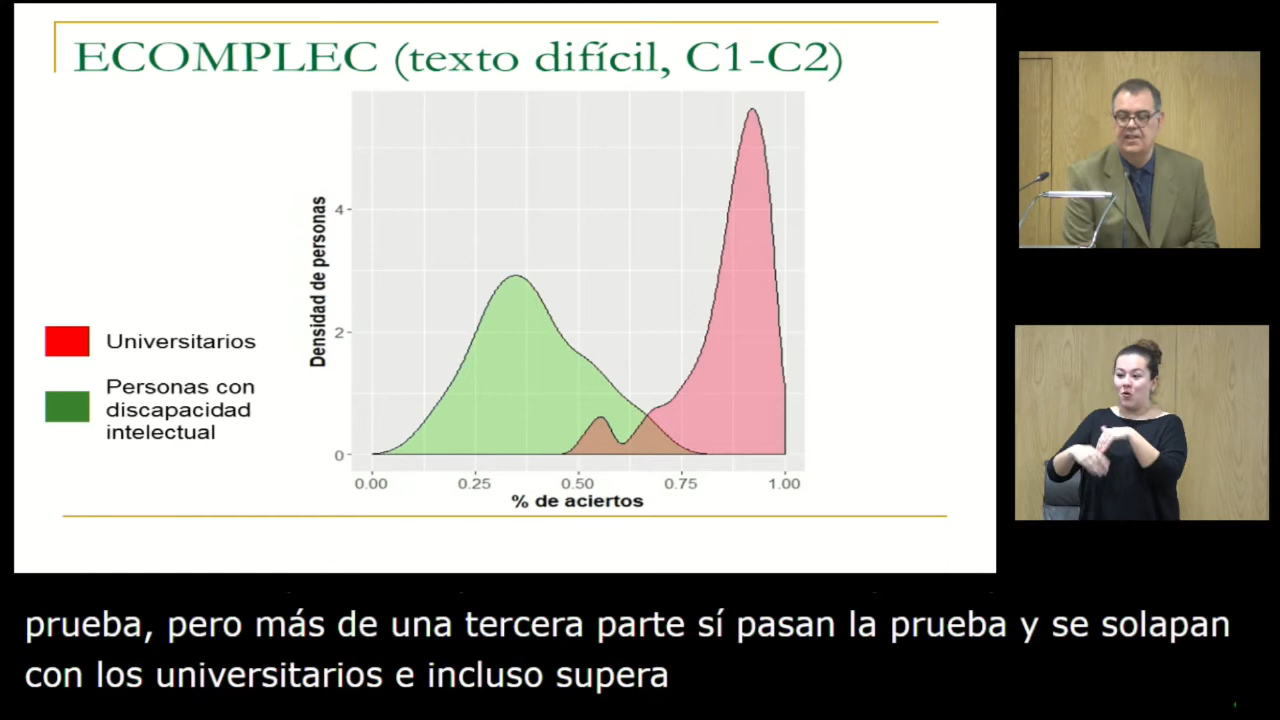 ECOMPLEC (texto difícil, C1-C2)
Densidad de personas
4
2
0
0.00 0.25 0.50 0.75 1.00
% de aciertos
Universitarios
Personas con
discapacidad
intelectual
prueba, pero más de una tercera parte sí pasan la prueba y se solapan
con los universitarios e incluso supera